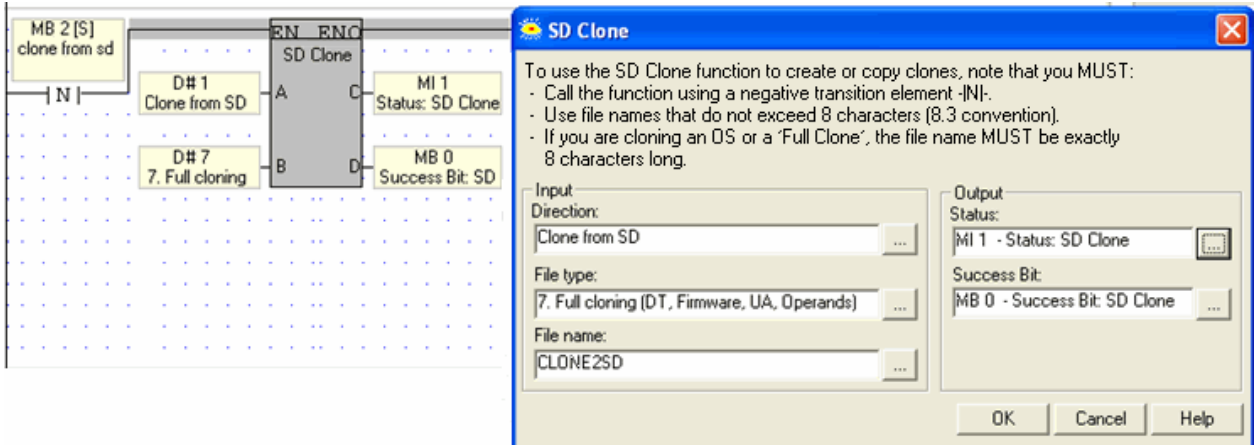 MB 2 [S]
clone from sd
N
EN ENO
SD Clone
D# 1
Clone from SD
A
C
MI 1
Status: SD Clone
D# 7
7. Full cloning
B
D
MB 0
Success Bit: SD
SD Clone
To use the SD Clone function to create or copy clones, note that you MUST:
- Call the function using a negative transition element -|N|-.
- Use file names that do not exceed 8 characters (8.3 convention).
- If you are cloning an OS or a 'Full Clone', the file name MUST be exactly
8 characters long.
Input
Direction:
Clone from SD
...
File type:
7. Full cloning (DT, Firmware, UA, Operands)
...
File name:
CLONE2SD
...
Output
Status:
MI 1 - Status: SD Clone
...
Success Bit:
MB 0 - Success Bit: SD Clone
...
OK
Cancel
Help